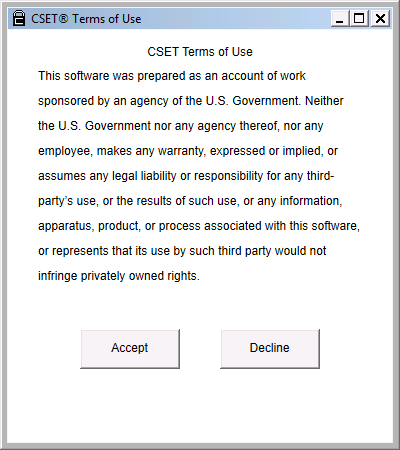 CSET® Terms of Use
CSET Terms of Use
This software was prepared as an account of work
sponsored by an agency of the U.S. Government. Neither
the U.S. Government nor any agency thereof, nor any
employee, makes any warranty, expressed or implied, or
assumes any legal liability or responsibility for any third-
party's use, or the results of such use, or any information,
apparatus, product, or process associated with this software,
or represents that its use by such third party would not
infringe privately owned rights.
Accept
Decline